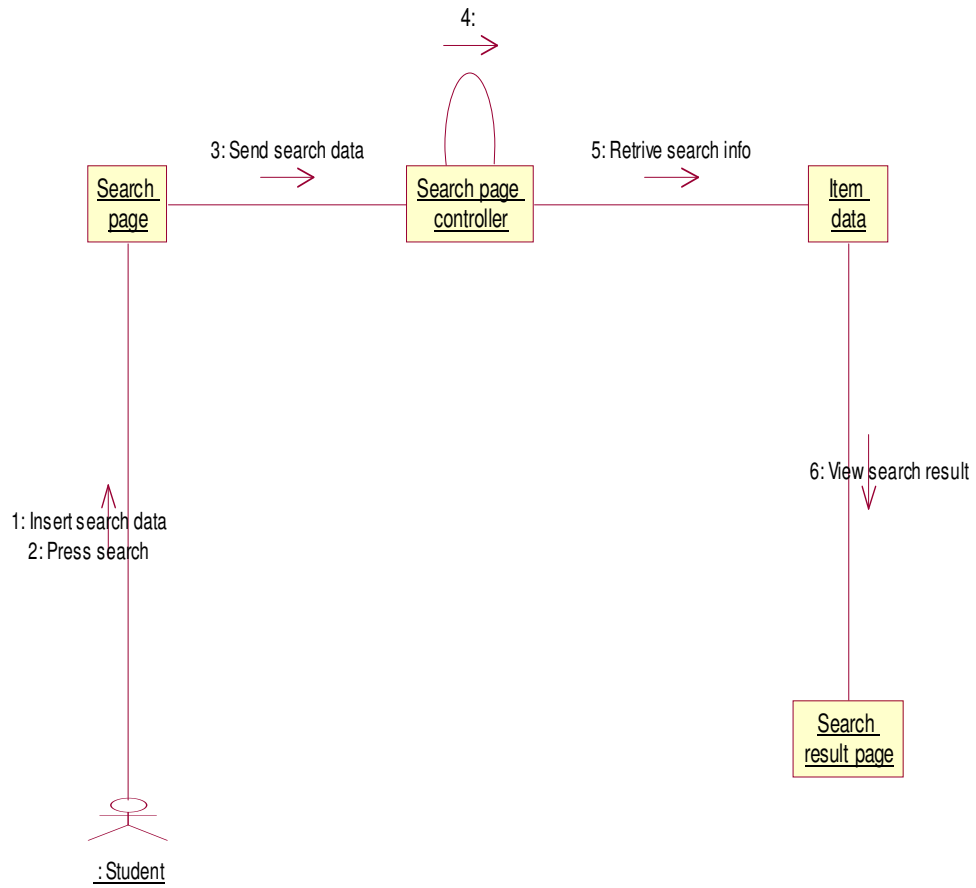 4:
3: Send search data
5: Retrive search info
Search
page
Search page
controller
Item
data
6: View search result
1: Insert search data
2: Press search
Search
result page
: Student